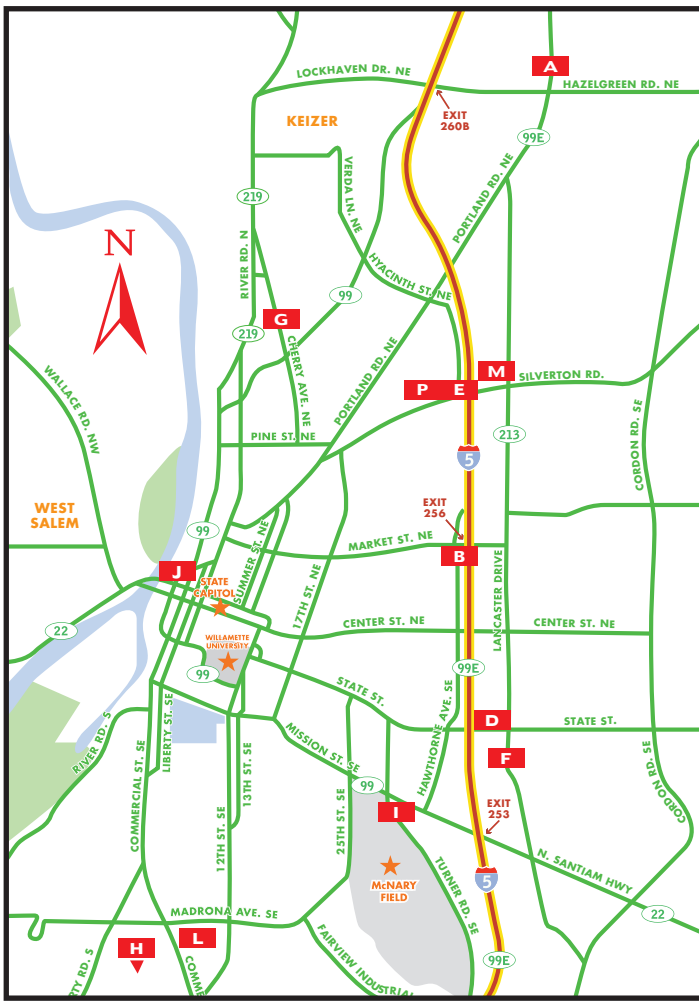 LOCKHAVEN DR. NE
A
HAZELGREEN RD. NE
KEIZER
EXIT
260B
99E
VERDA LN. NE
PORTLAND RD. NE
219
RIVER RD. N
N
HYACINTH ST. NE
99
G
219
CHERRY AVE. NE
PORTLAND RD. NE
WALLACE RD. NW
M
P
E
SILVERTON RD.
CORDON RD. SE
PINE ST. NE
213
5
WEST
SALEM
EXIT
256
99
SUMMER ST. NE
MARKET ST. NE
B
LANCASTER DRIVE
J
STATE
CAPITOL
17TH ST. NE
22
CENTER ST. NE
CENTER ST. NE
WILLAMETTE
UNIVERSITY
99
99E
STATE ST.
HAWTHORNE AVE. SE
D
STATE ST.
RIVER RD. S
LIBERTY ST. SE
COMMERCIAL ST. SE
13TH ST. SE
MISSION ST. SE
F
CORDON RD. SE
99
12TH ST. SE
25TH ST. SE
I
EXIT
253
N. SANTIAM HWY
McNARY
FIELD
TURNER RD. SE
5
22
MADRONA AVE. SE
H
L
RTY RD. S
COMME
FAIRVIEW INDUSTRIAL
99E